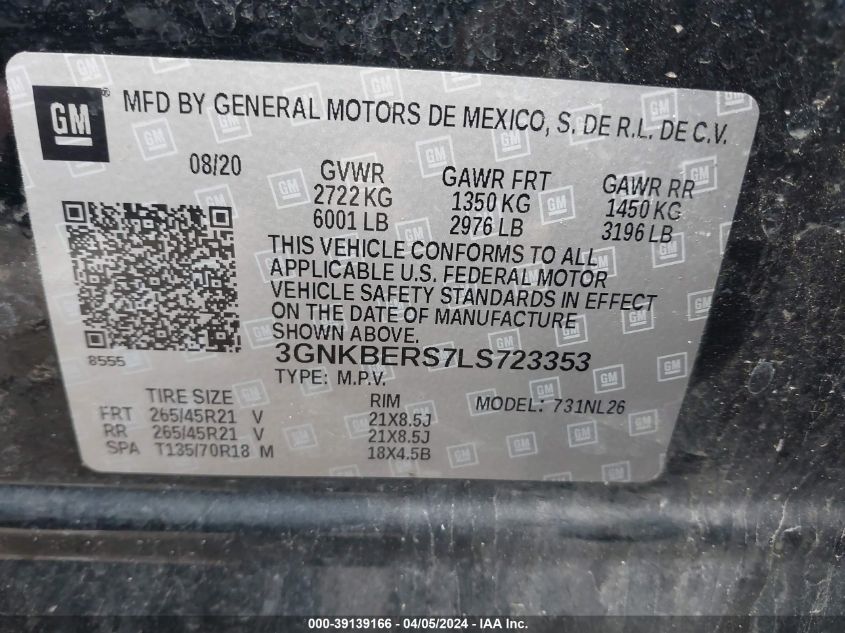 GM ®
MFD BY GENERAL MOTORS DE MEXICO, S. DE R.L. DE C.V.
08/20 GVWR GAWR FRT GAWR RR
2722 KG 1350 KG 1450 KG
6001 LB 2976 LB 3196 LB
THIS VEHICLE CONFORMS TO ALL
APPLICABLE U.S. FEDERAL MOTOR
VEHICLE SAFETY STANDARDS IN EFFECT
ON THE DATE OF MANUFACTURE
SHOWN ABOVE.
8555 3GNKBERS7LS723353
TYPE: M.P.V.
TIRE SIZE RIM MODEL: 731NL26
FRT 265/45R21 V 21X8.5J
RR 265/45R21 V 21X8.5J
SPA T135/70R18 M 18X4.5B
000-39139166 - 04/05/2024 - IAAI.com